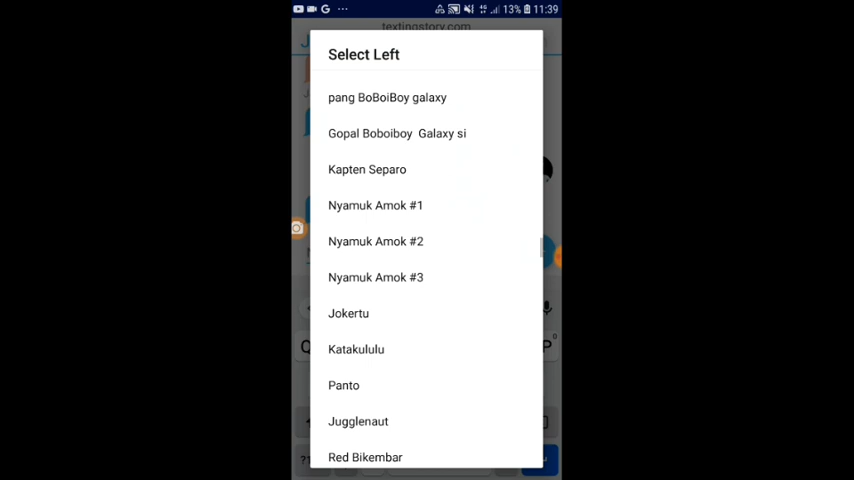 G ... 13% 11:39
textingstory.com
Select Left
pang BoBoiBoy galaxy
Gopal Boboiboy Galaxy si
Kapten Separo
Nyamuk Amok #1
Nyamuk Amok #2
Nyamuk Amok #3
Jokertu
Katakululu
Panto
Jugglenaut
Red Bikembar